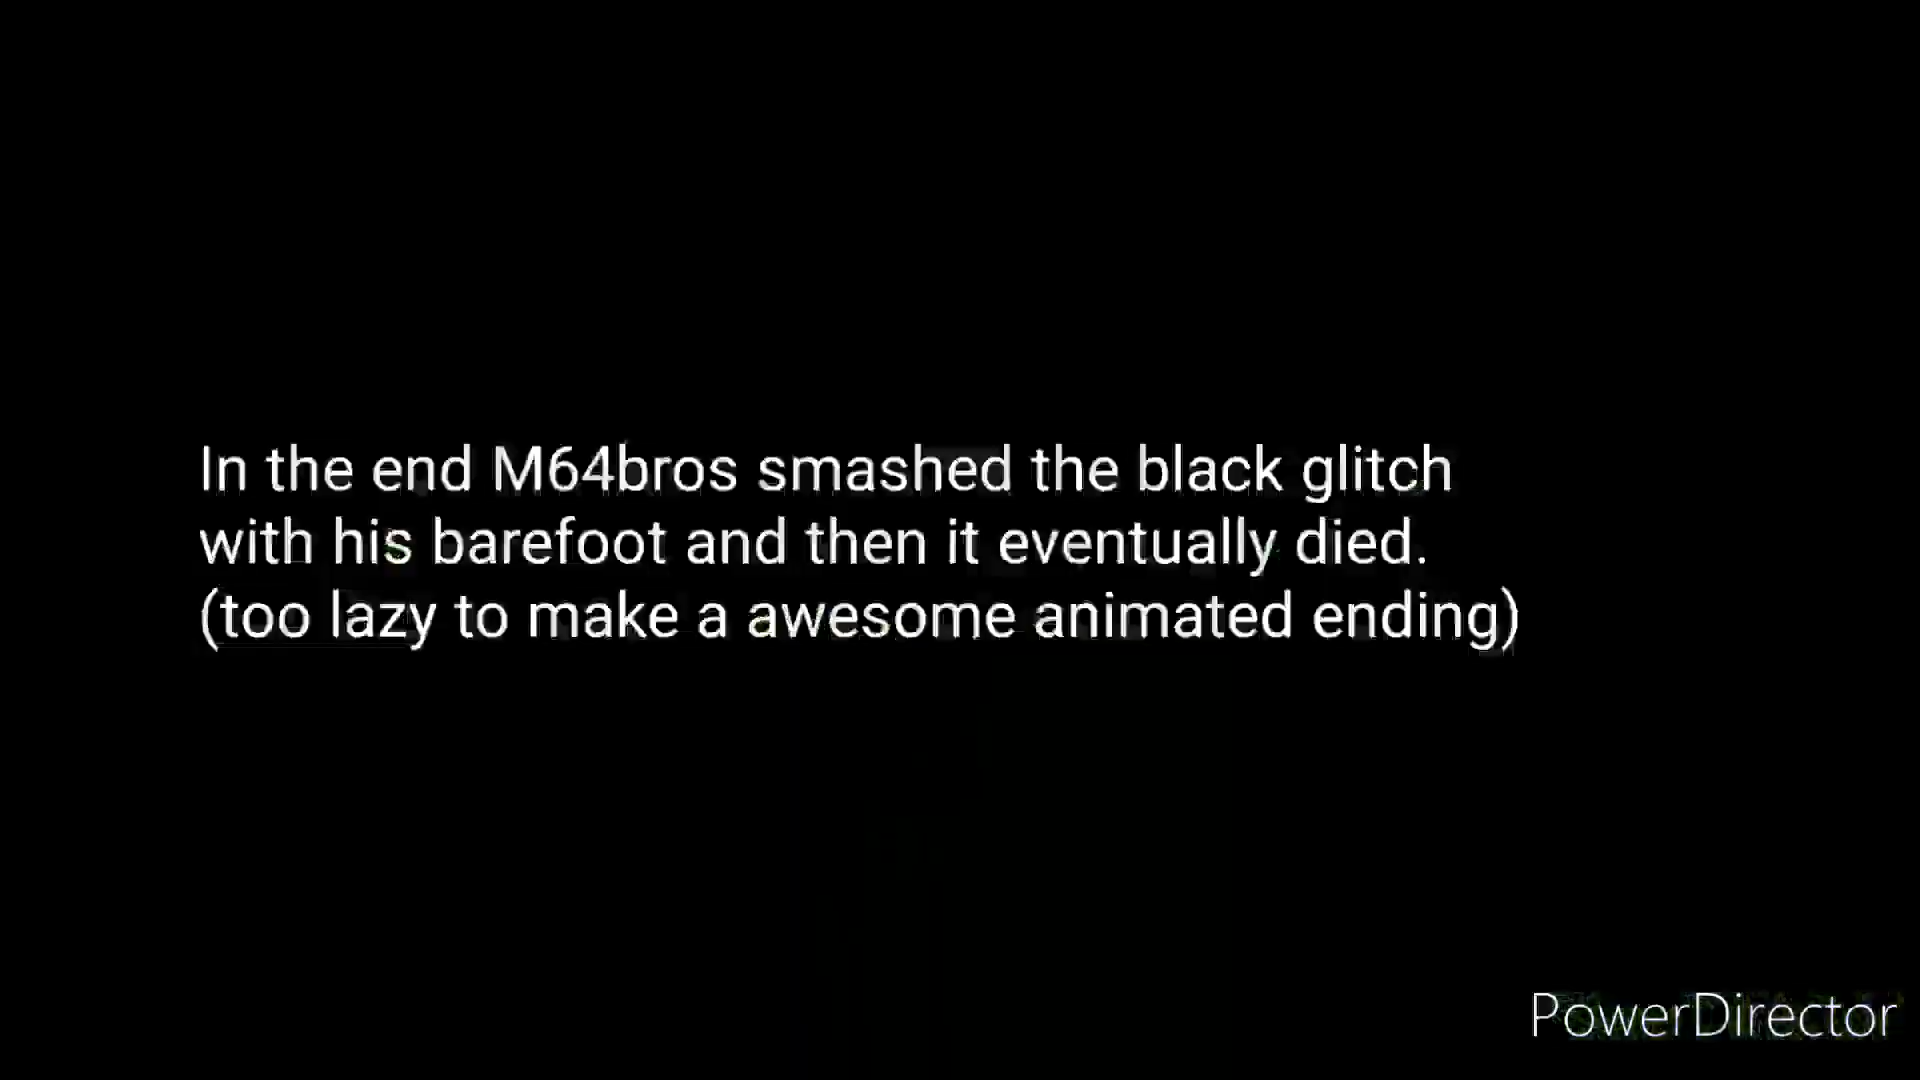 In the end M64bros smashed the black glitch
with his barefoot and then it eventually died.
(too lazy to make a awesome animated ending)
PowerDirector